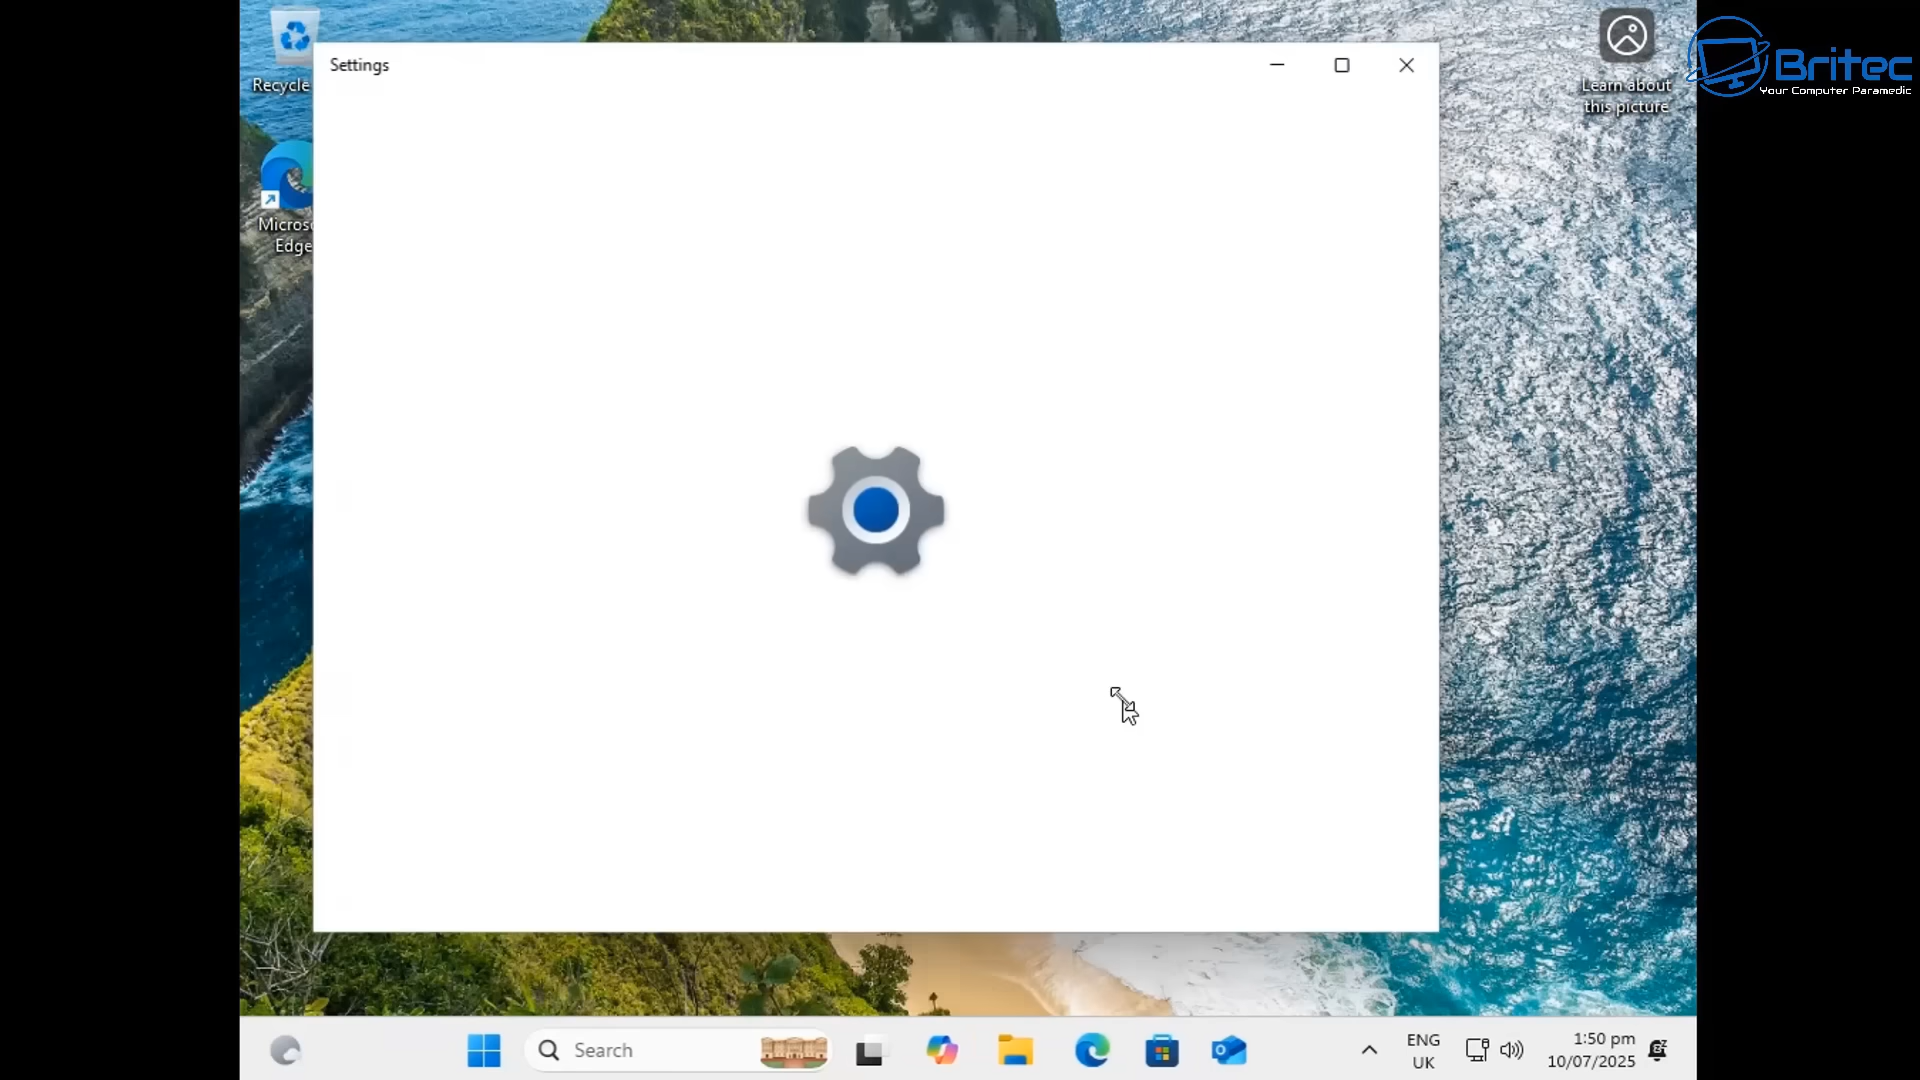 Settings
Recycle
Learn about
this picture
Britec
Your Computer Paramedic
Edge
Search
ENG
UK
1:50 pm
10/07/2025